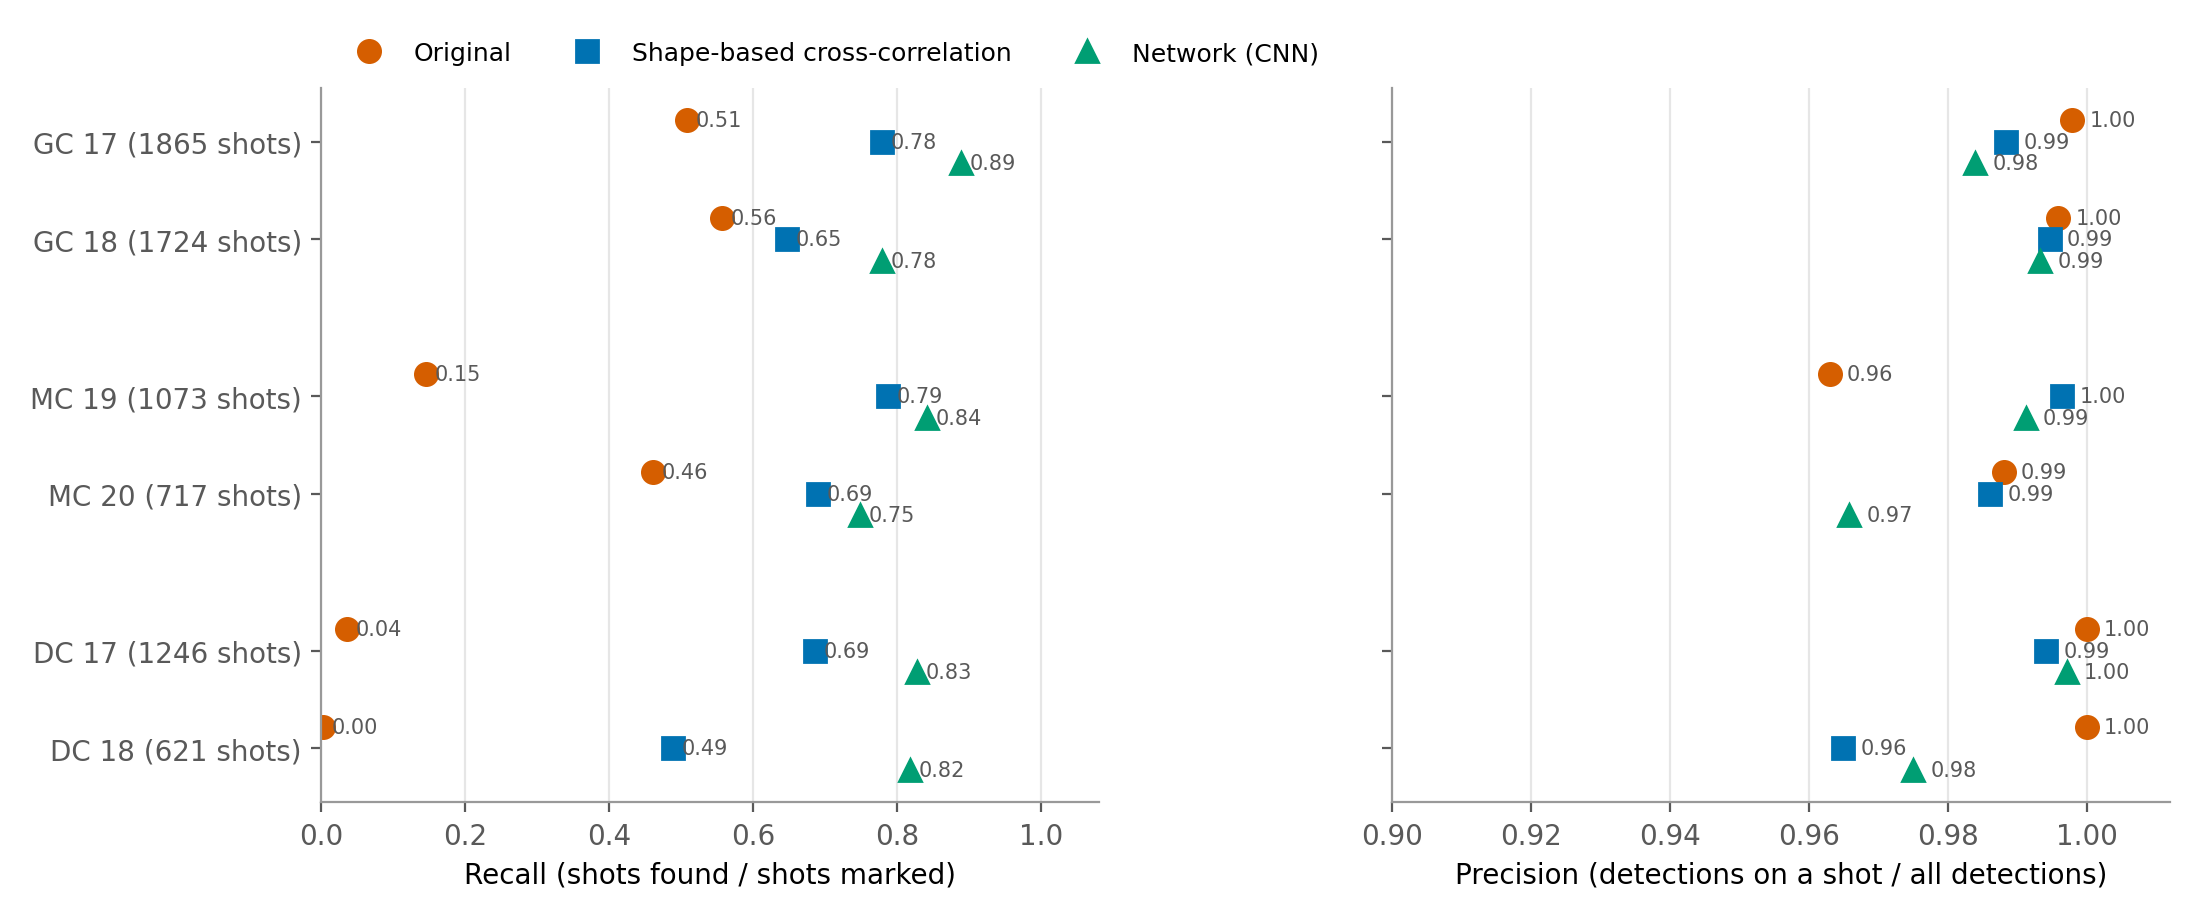 Original
Shape-based cross-correlation
Network (CNN)
GC 17 (1865 shots)
0.51
0.78
0.89
GC 18 (1724 shots)
0.56
0.65
0.78
MC 19 (1073 shots)
0.15
0.79
0.84
MC 20 (717 shots)
0.46
0.69
0.75
DC 17 (1246 shots)
0.04
0.69
0.83
DC 18 (621 shots)
0.00
0.49
0.82
0.0 0.2 0.4 0.6 0.8 1.0
Recall (shots found / shots marked)
1.00
0.99
0.98
1.00
0.99
0.99
0.96
1.00
0.99
0.99
0.99
0.97
1.00
0.99
1.00
1.00
0.96
0.98
0.90 0.92 0.94 0.96 0.98 1.00
Precision (detections on a shot / all detections)